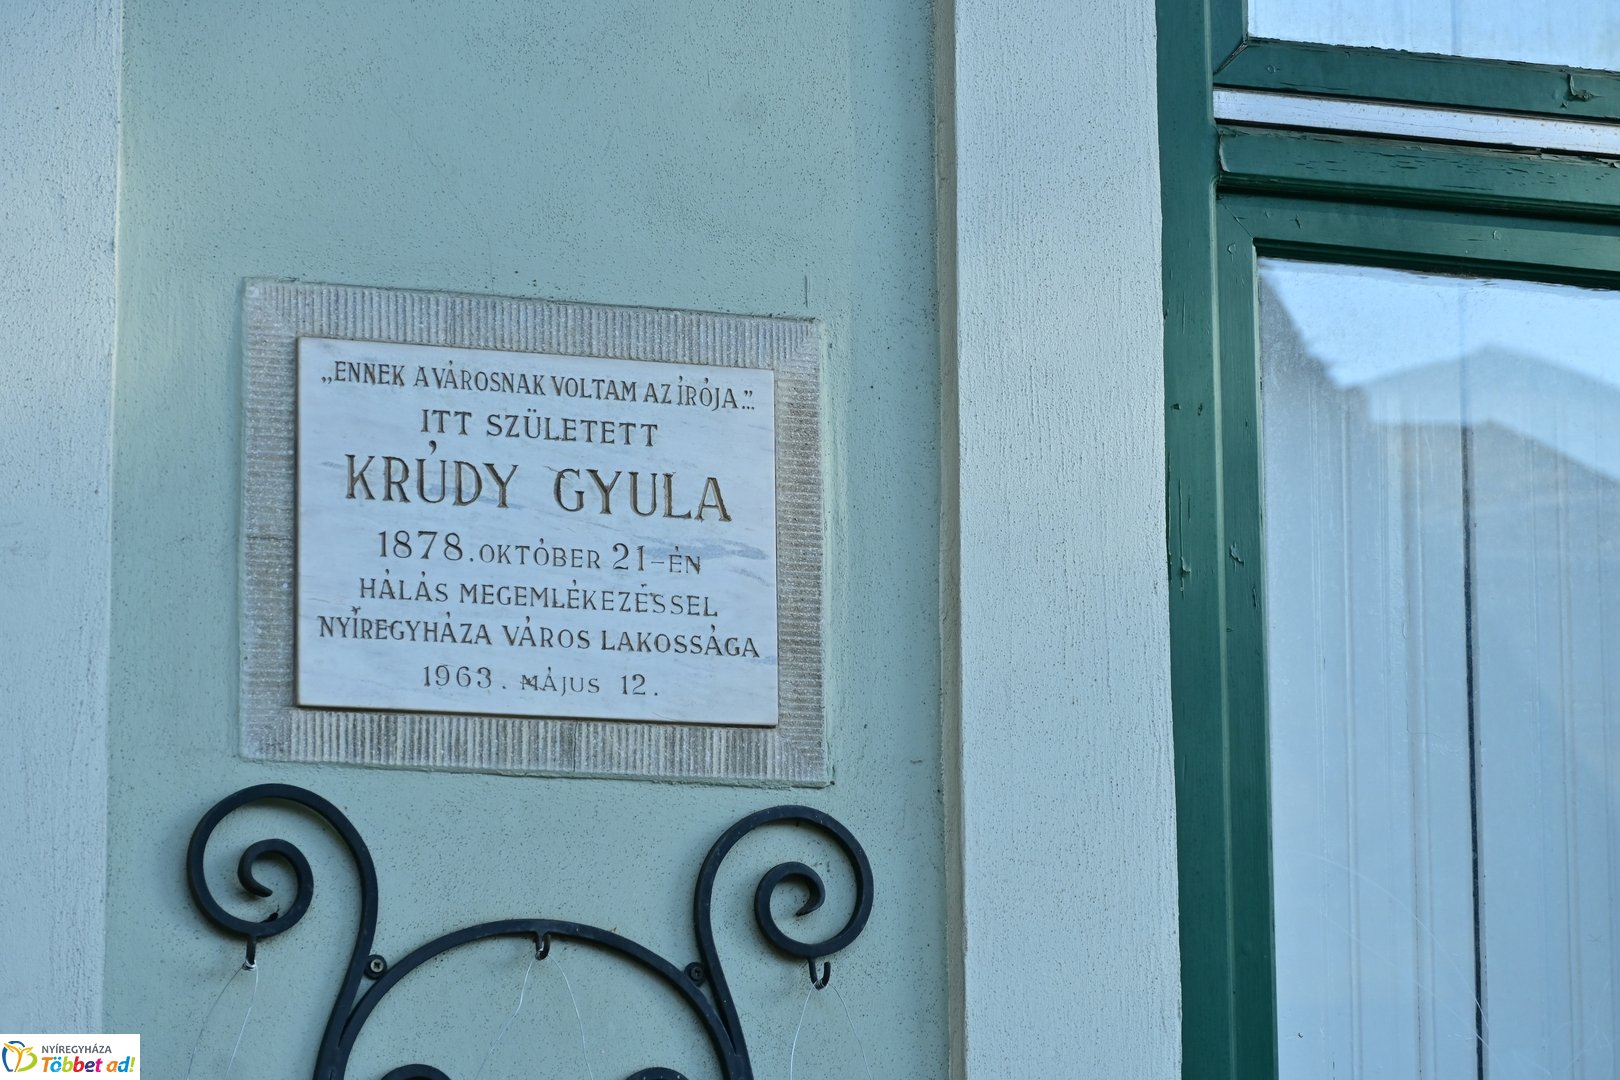 „ENNEK A VÁROSNAK VOLTAM AZ ÍRÓJA..."
ITT SZÜLETETT
KRÚDY GYULA
1878. OKTÓBER 21-ÉN
HÁLÁS MEGEMLÉKEZÉSSEL
NYÍREGYHÁZA VÁROS LAKOSSÁGA
1963. MÁJUS 12.
NYÍREGYHÁZA
Többet ad!